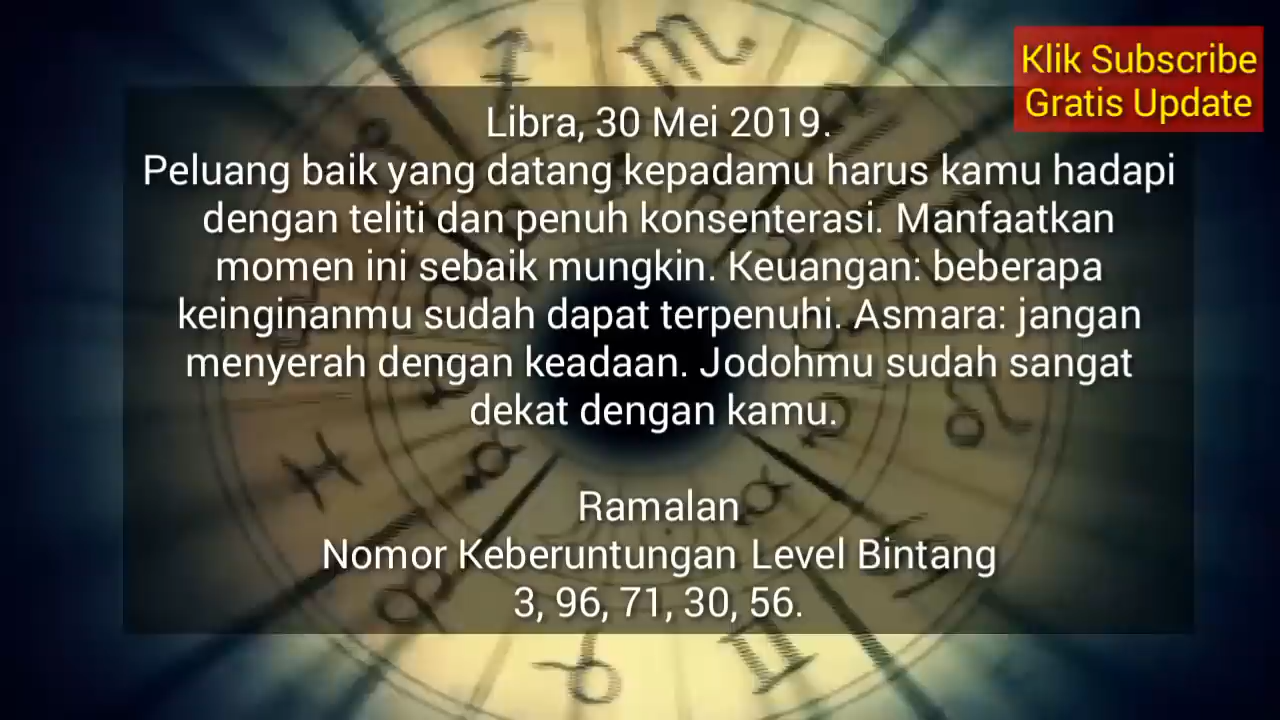 Klik Subscribe
Gratis Update
Libra, 30 Mei 2019.
Peluang baik yang datang kepadamu harus kamu hadapi
dengan teliti dan penuh konsenterasi. Manfaatkan
momen ini sebaik mungkin. Keuangan: beberapa
keinginanmu sudah dapat terpenuhi. Asmara: jangan
menyerah dengan keadaan. Jodohmu sudah sangat
dekat dengan kamu.
Ramalan
Nomor Keberuntungan Level Bintang
3, 96, 71, 30, 56.